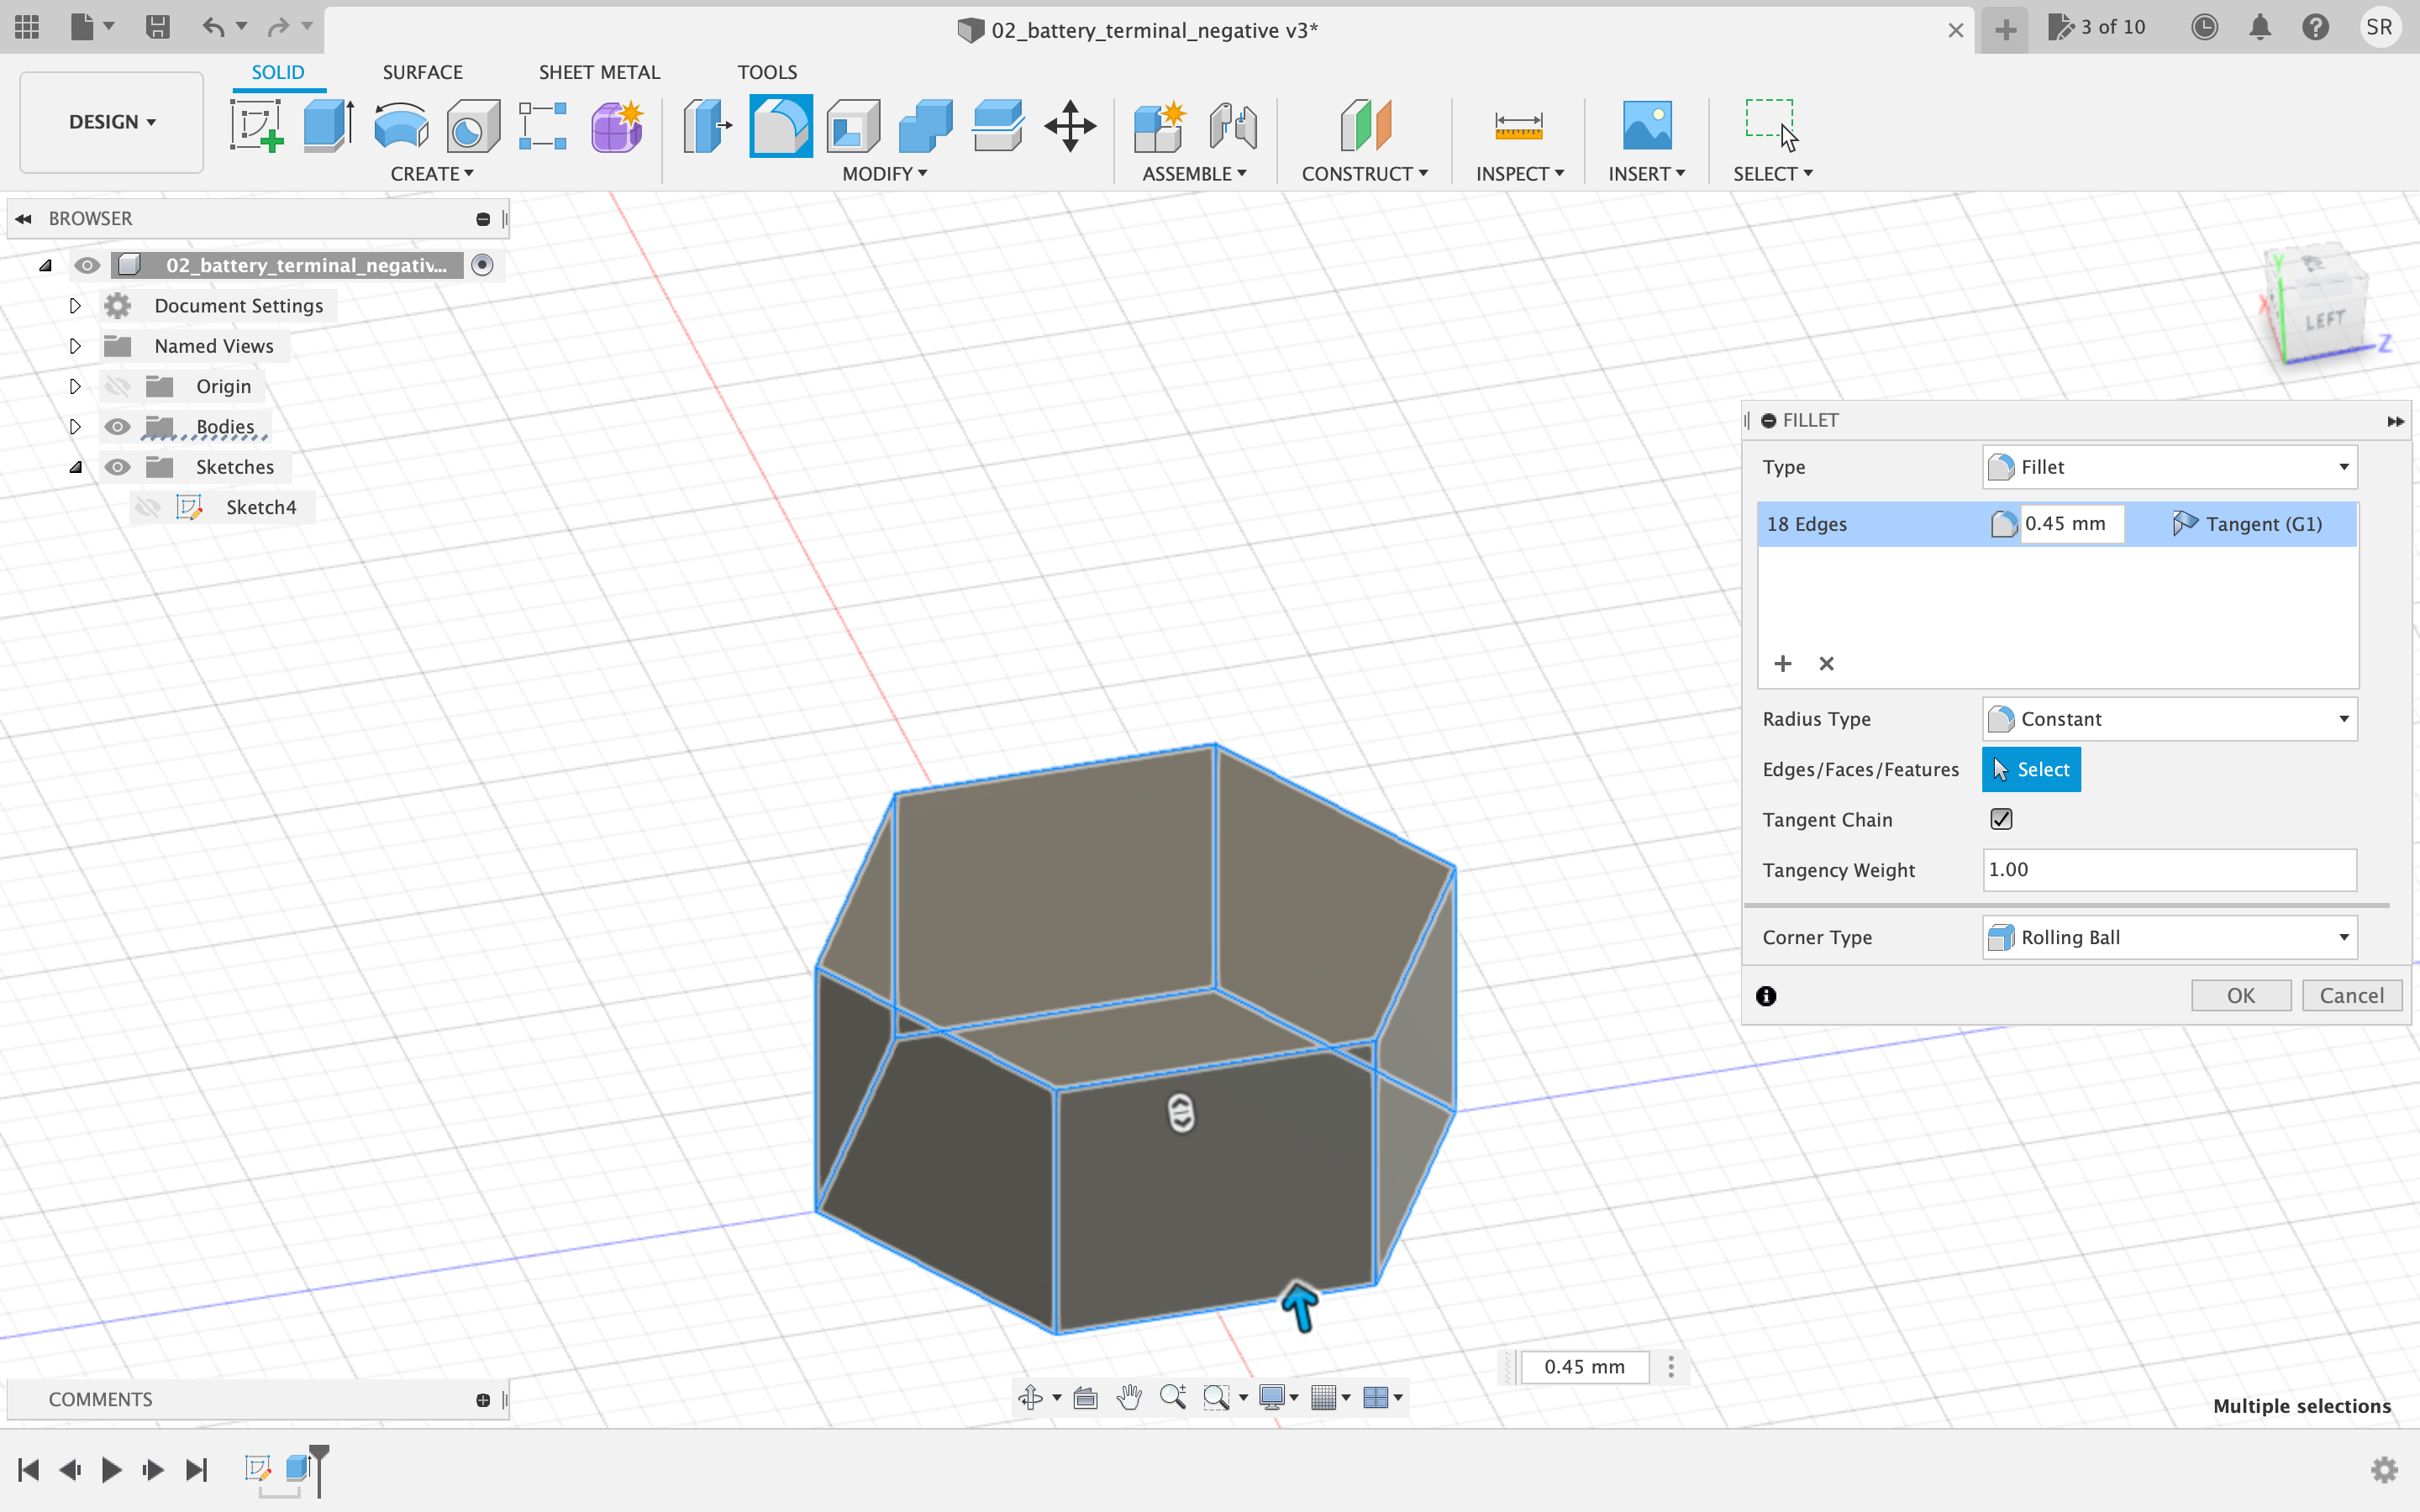 02_battery_terminal_negative v3*
3 of 10
SR
DESIGN
SOLID
SURFACE
SHEET METAL
TOOLS
CREATE
MODIFY
ASSEMBLE
CONSTRUCT
INSPECT
INSERT
SELECT
BROWSER
02_battery_terminal_negativ...
Document Settings
Named Views
Origin
Bodies
Sketches
Sketch4
Y
X
LEFT
Z
FILLET
Type
Fillet
18 Edges
0.45 mm
Tangent (G1)
Radius Type
Constant
Edges/Faces/Features
Select
Tangent Chain
Tangency Weight
1.00
Corner Type
Rolling Ball
OK
Cancel
0.45 mm
COMMENTS
Multiple selections